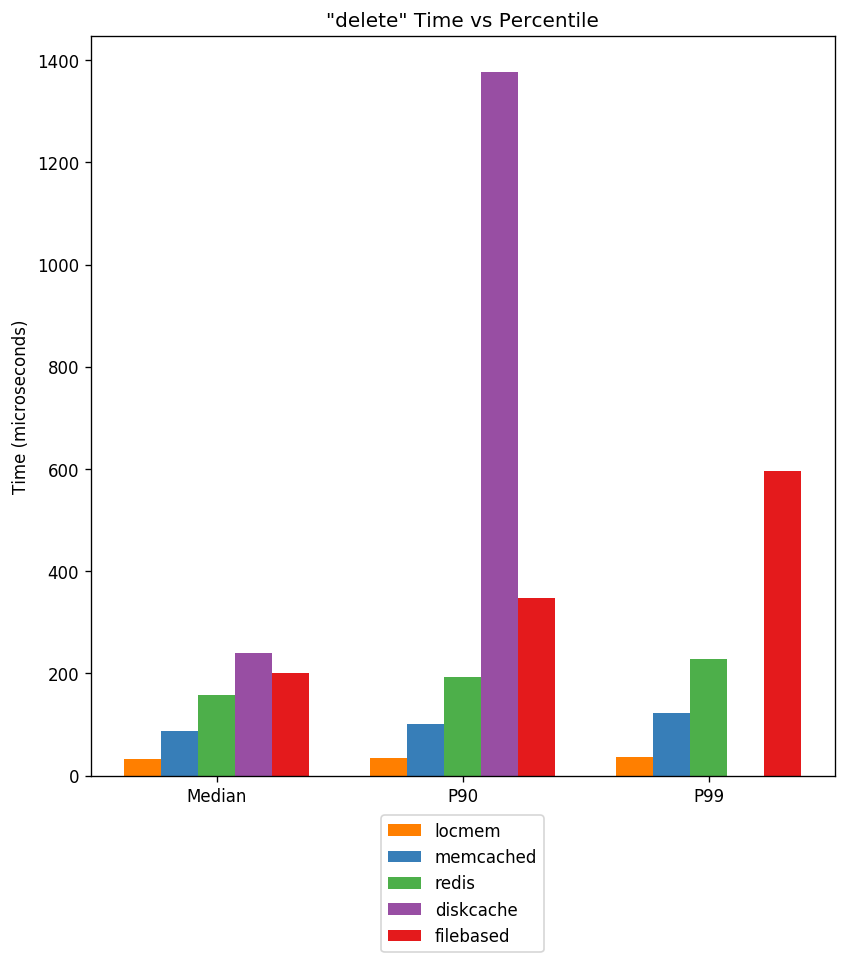 "delete" Time vs Percentile
Time (microseconds)
1400
1200
1000
800
600
400
200
0
Median
P90
P99
locmem
memcached
redis
diskcache
filebased